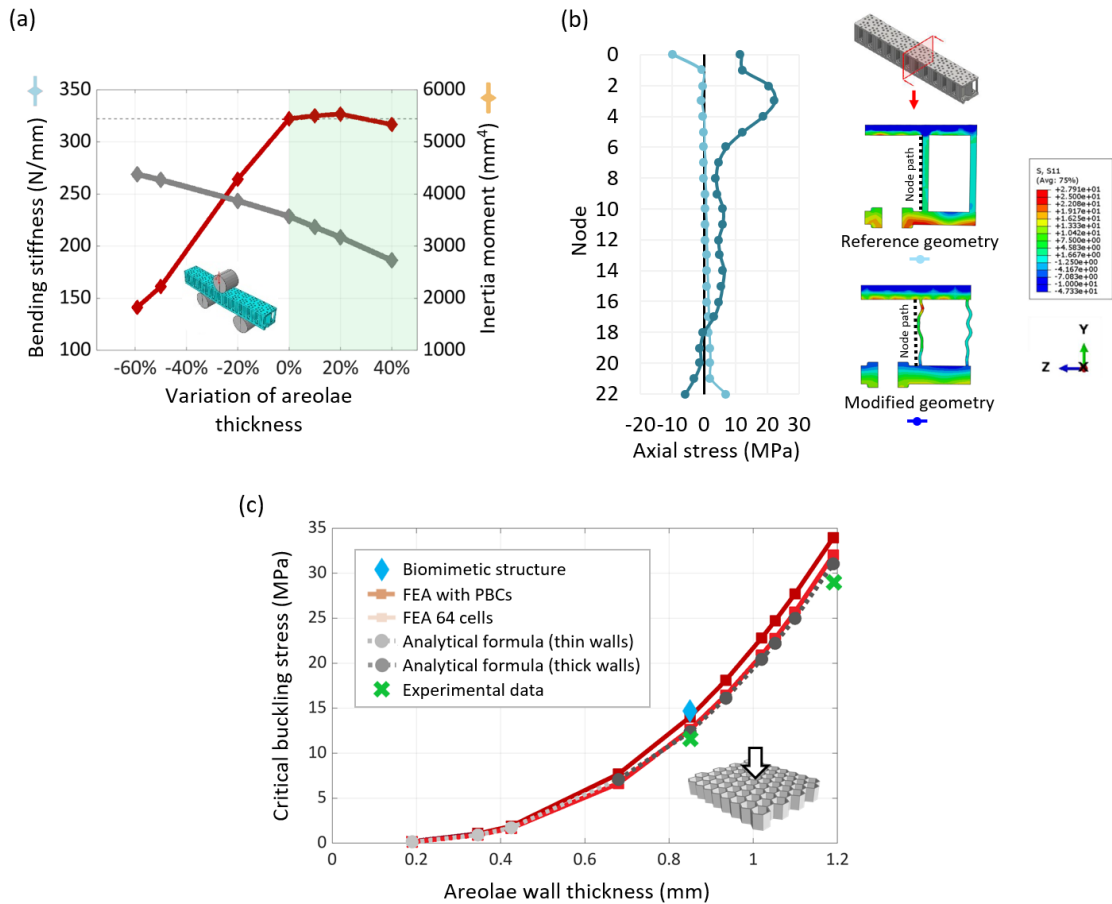 (a)
Bending stiffness (N/mm)
350
300
250
200
150
100
6000
5000
4000
3000
2000
1000
Inertia moment (mm⁴)
-60%
-40%
-20%
0%
20%
40%
Variation of areolae
thickness
(b)
Node
0
2
4
6
8
10
12
14
16
18
20
22
-20
-10
0
10
20
30
Axial stress (MPa)
Node path
Reference geometry
Node path
Modified geometry
S, S11
(Avg: 75%)
+2.791e+01
+2.500e+01
+2.208e+01
+1.917e+01
+1.625e+01
+1.333e+01
+1.042e+01
+7.500e+00
+4.583e+00
+1.667e+00
-1.250e+00
-4.167e+00
-7.083e+00
-1.000e+01
-4.733e+01
Y
Z
X
(c)
Critical buckling stress (MPa)
35
30
25
20
15
10
5
0
Biomimetic structure
FEA with PBCs
FEA 64 cells
Analytical formula (thin walls)
Analytical formula (thick walls)
Experimental data
0
0.2
0.4
0.6
0.8
1
1.2
Areolae wall thickness (mm)